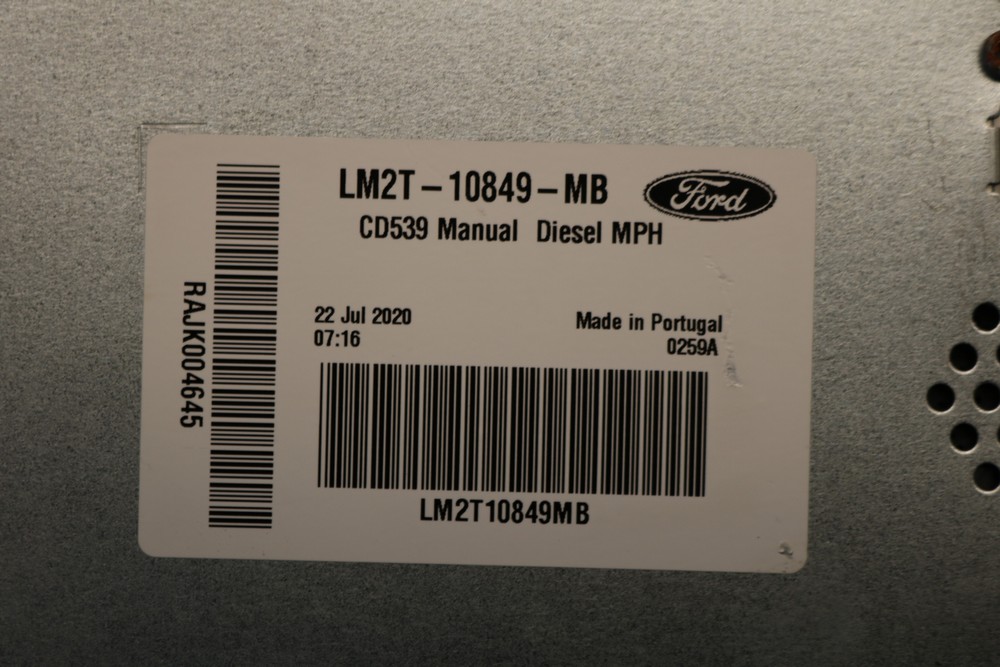 LM2T-10849-MB
Ford
CD539 Manual Diesel MPH
22 Jul 2020
07:16
Made in Portugal
0259A
LM2T10849MB
RAJK004645